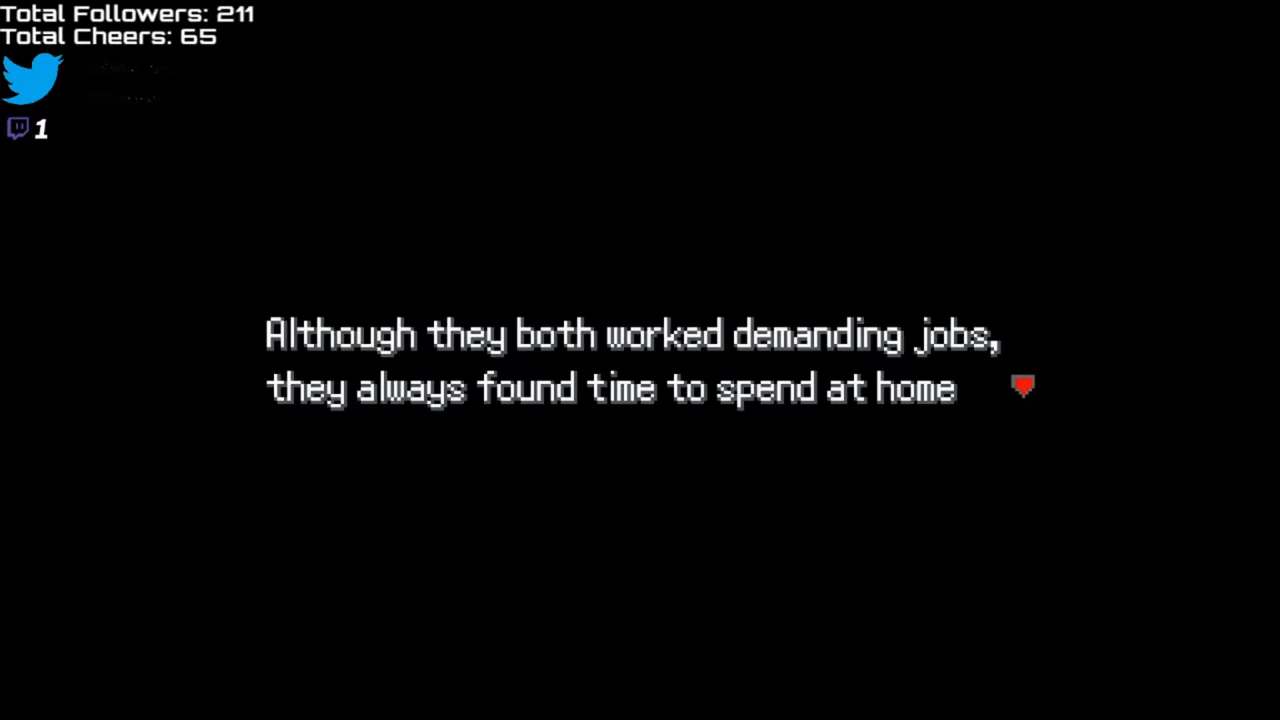 Total Followers: 211
Total Cheers: 65
1
Although they both worked demanding jobs,
they always found time to spend at home